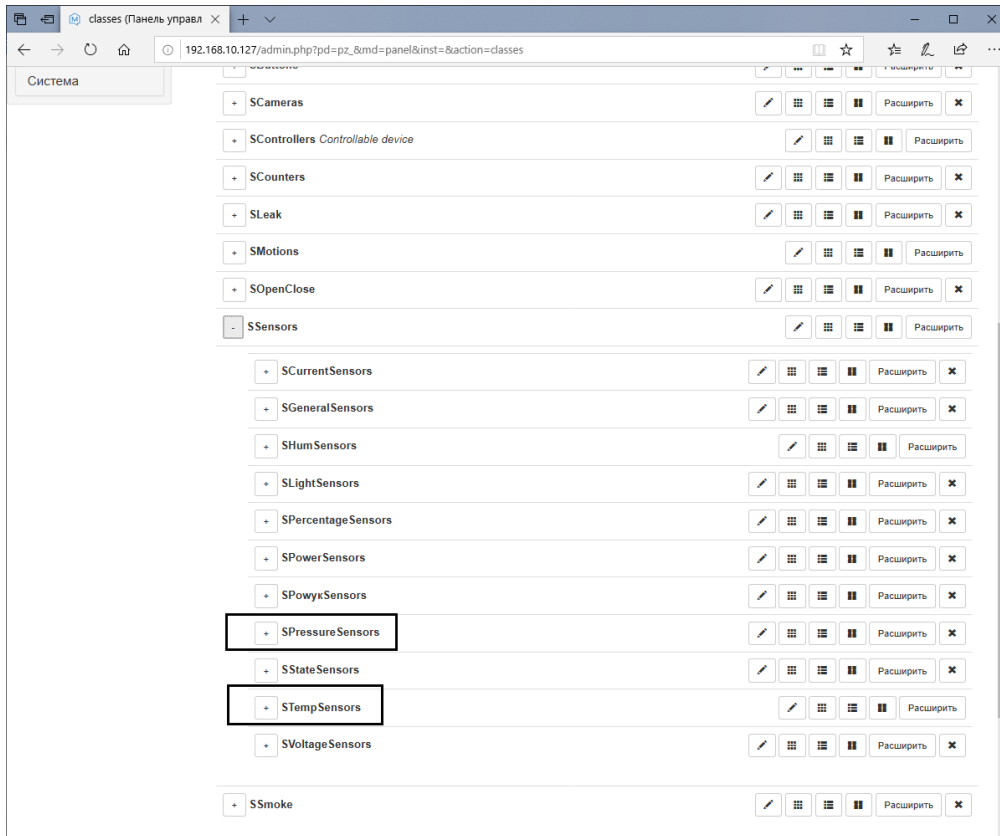 classes (Панель управл
192.168.10.127/admin.php?pd=pz_&md=panel&inst=&action=classes
Система
SButtons Расширить
SCameras Расширить
SControllers Controllable device Расширить
SCounters Расширить
SLeak Расширить
SMotions Расширить
SOpenClose Расширить
SSensors Расширить
SCurrentSensors Расширить
SGeneralSensors Расширить
SHumSensors Расширить
SLightSensors Расширить
SPercentageSensors Расширить
SPowerSensors Расширить
SPowукSensors Расширить
SPressureSensors Расширить
SStateSensors Расширить
STempSensors Расширить
SVoltageSensors Расширить
SSmoke Расширить